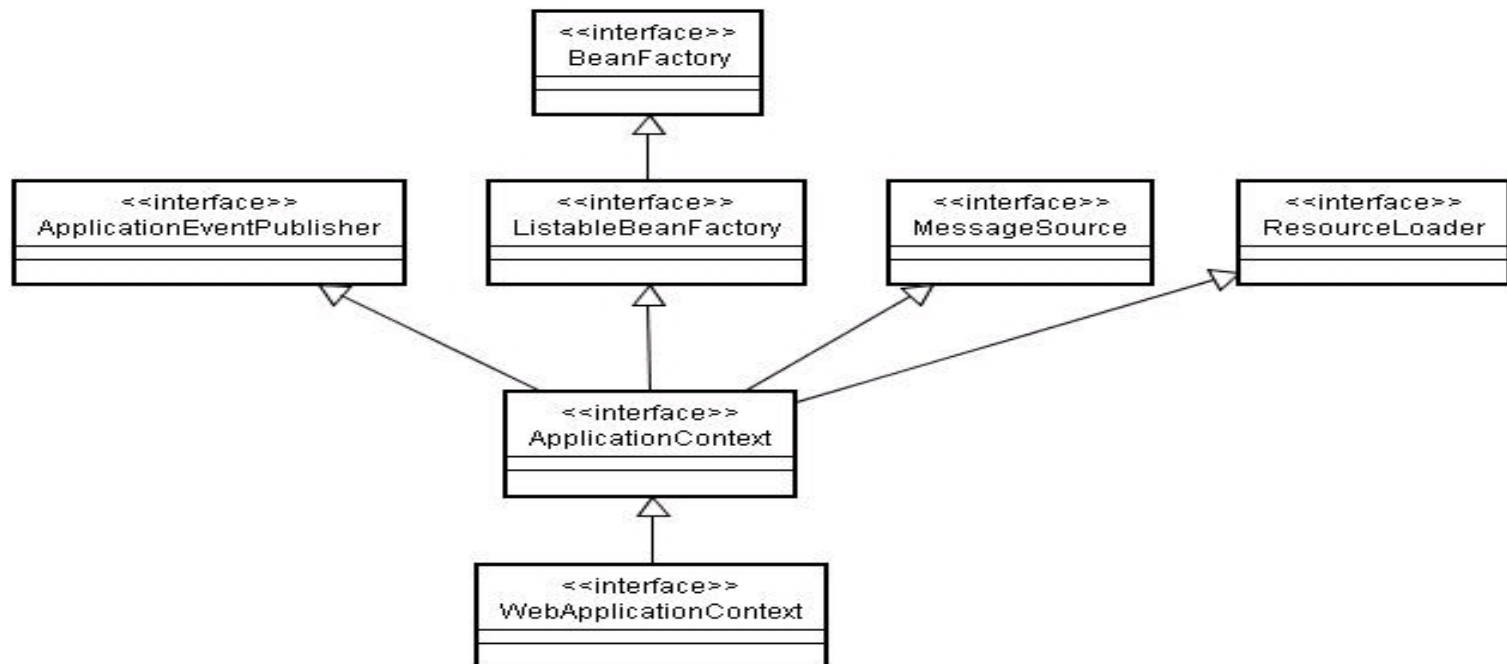 <<interface>>
BeanFactory
<<interface>>
ApplicationEventPublisher
<<interface>>
ListableBeanFactory
<<interface>>
MessageSource
<<interface>>
ResourceLoader
<<interface>>
ApplicationContext
<<interface>>
WebApplicationContext